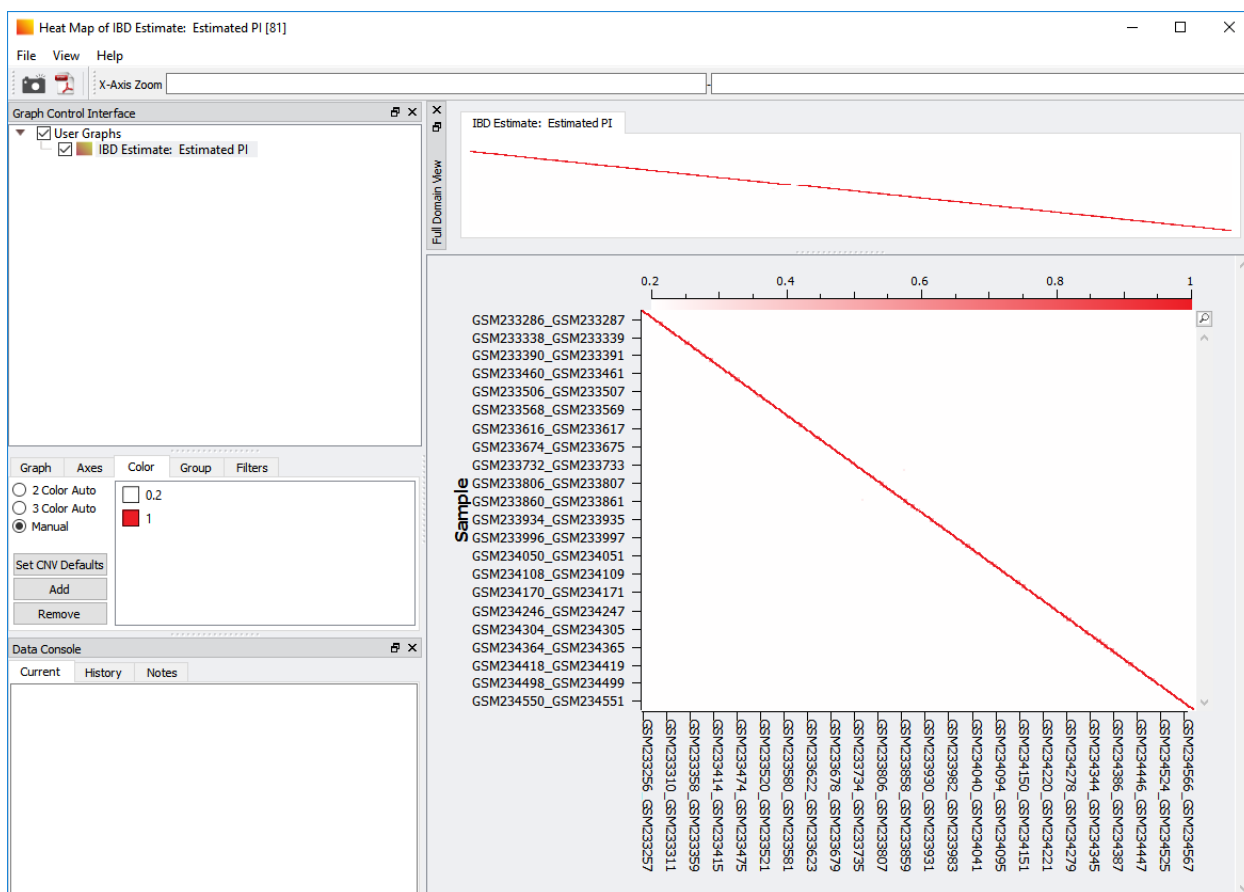 Heat Map of IBD Estimate: Estimated PI [81]
File View Help
X-Axis Zoom -
Graph Control Interface
User Graphs
IBD Estimate: Estimated PI
Full Domain View
IBD Estimate: Estimated PI
Graph Axes Color Group Filters
2 Color Auto
3 Color Auto
Manual
0.2
1
Set CNV Defaults
Add
Remove
Data Console
Current History Notes
0.2 0.4 0.6 0.8 1
Sample
GSM233286_GSM233287
GSM233338_GSM233339
GSM233390_GSM233391
GSM233460_GSM233461
GSM233506_GSM233507
GSM233568_GSM233569
GSM233616_GSM233617
GSM233674_GSM233675
GSM233732_GSM233733
GSM233806_GSM233807
GSM233860_GSM233861
GSM233934_GSM233935
GSM233996_GSM233997
GSM234050_GSM234051
GSM234108_GSM234109
GSM234170_GSM234171
GSM234246_GSM234247
GSM234304_GSM234305
GSM234364_GSM234365
GSM234418_GSM234419
GSM234498_GSM234499
GSM234550_GSM234551
GSM233256_GSM233257
GSM233310_GSM233311
GSM233358_GSM233359
GSM233414_GSM233415
GSM233474_GSM233475
GSM233520_GSM233521
GSM233580_GSM233581
GSM233622_GSM233623
GSM233678_GSM233679
GSM233734_GSM233735
GSM233806_GSM233807
GSM233858_GSM233859
GSM233930_GSM233931
GSM233982_GSM233983
GSM234040_GSM234041
GSM234094_GSM234095
GSM234150_GSM234151
GSM234220_GSM234221
GSM234278_GSM234279
GSM234344_GSM234345
GSM234386_GSM234387
GSM234446_GSM234447
GSM234524_GSM234525
GSM234566_GSM234567